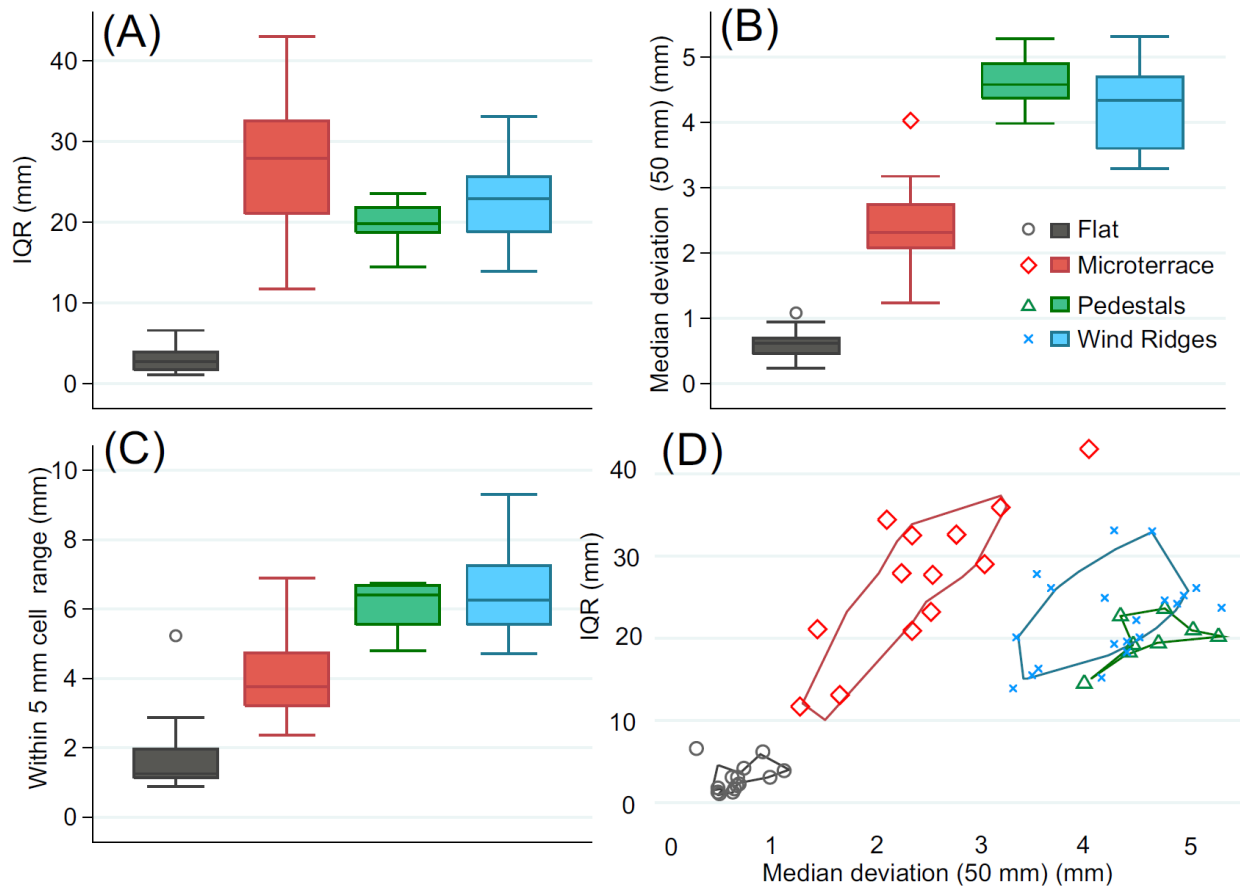 (A)
IQR (mm)
40
30
20
10
0
(B)
Median deviation (50 mm) (mm)
5
4
3
2
1
0
Flat
Microterrace
Pedestals
Wind Ridges
(C)
Within 5 mm cell range (mm)
10
8
6
4
2
0
(D)
IQR (mm)
40
30
20
10
0
0 1 2 3 4 5
Median deviation (50 mm) (mm)